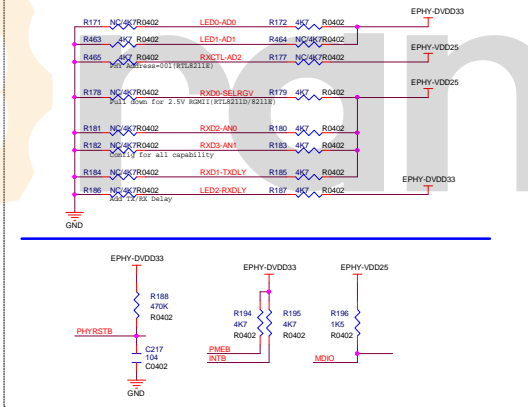 EPHY-DVDD33
R171 NC/4K7R0402 LED0-AD0 R172 4K7 R0402
R463 4K7 R0402 LED1-AD1 R464 NC/4K7R0402
EPHY-VDD25
R465 4K7 R0402 RXCTL-AD2 R177 NC/4K7R0402
PHY Address=001(RTL8211E)
EPHY-VDD25
R178 NC/4K7R0402 RXD0-SELRGV R179 4K7 R0402
Pull down for 2.5V RGMII(RTL8211D/8211E)
R181 NC/4K7R0402 RXD2-AN0 R180 4K7 R0402
R182 NC/4K7R0402 RXD3-AN1 R183 4K7 R0402
Config for all capability
R184 NC/4K7R0402 RXD1-TXDLY R185 4K7 R0402
EPHY-DVDD33
R186 NC/4K7R0402 LED2-RXDLY R187 4K7 R0402
Add TX/RX Delay
GND
EPHY-DVDD33 EPHY-DVDD33 EPHY-VDD25
R188
470K
R0402
R194
4K7
R0402
R195
4K7
R0402
R196
1K5
R0402
PHYRSTB
C217
104
C0402
GND
PMEB
INTB
MDIO